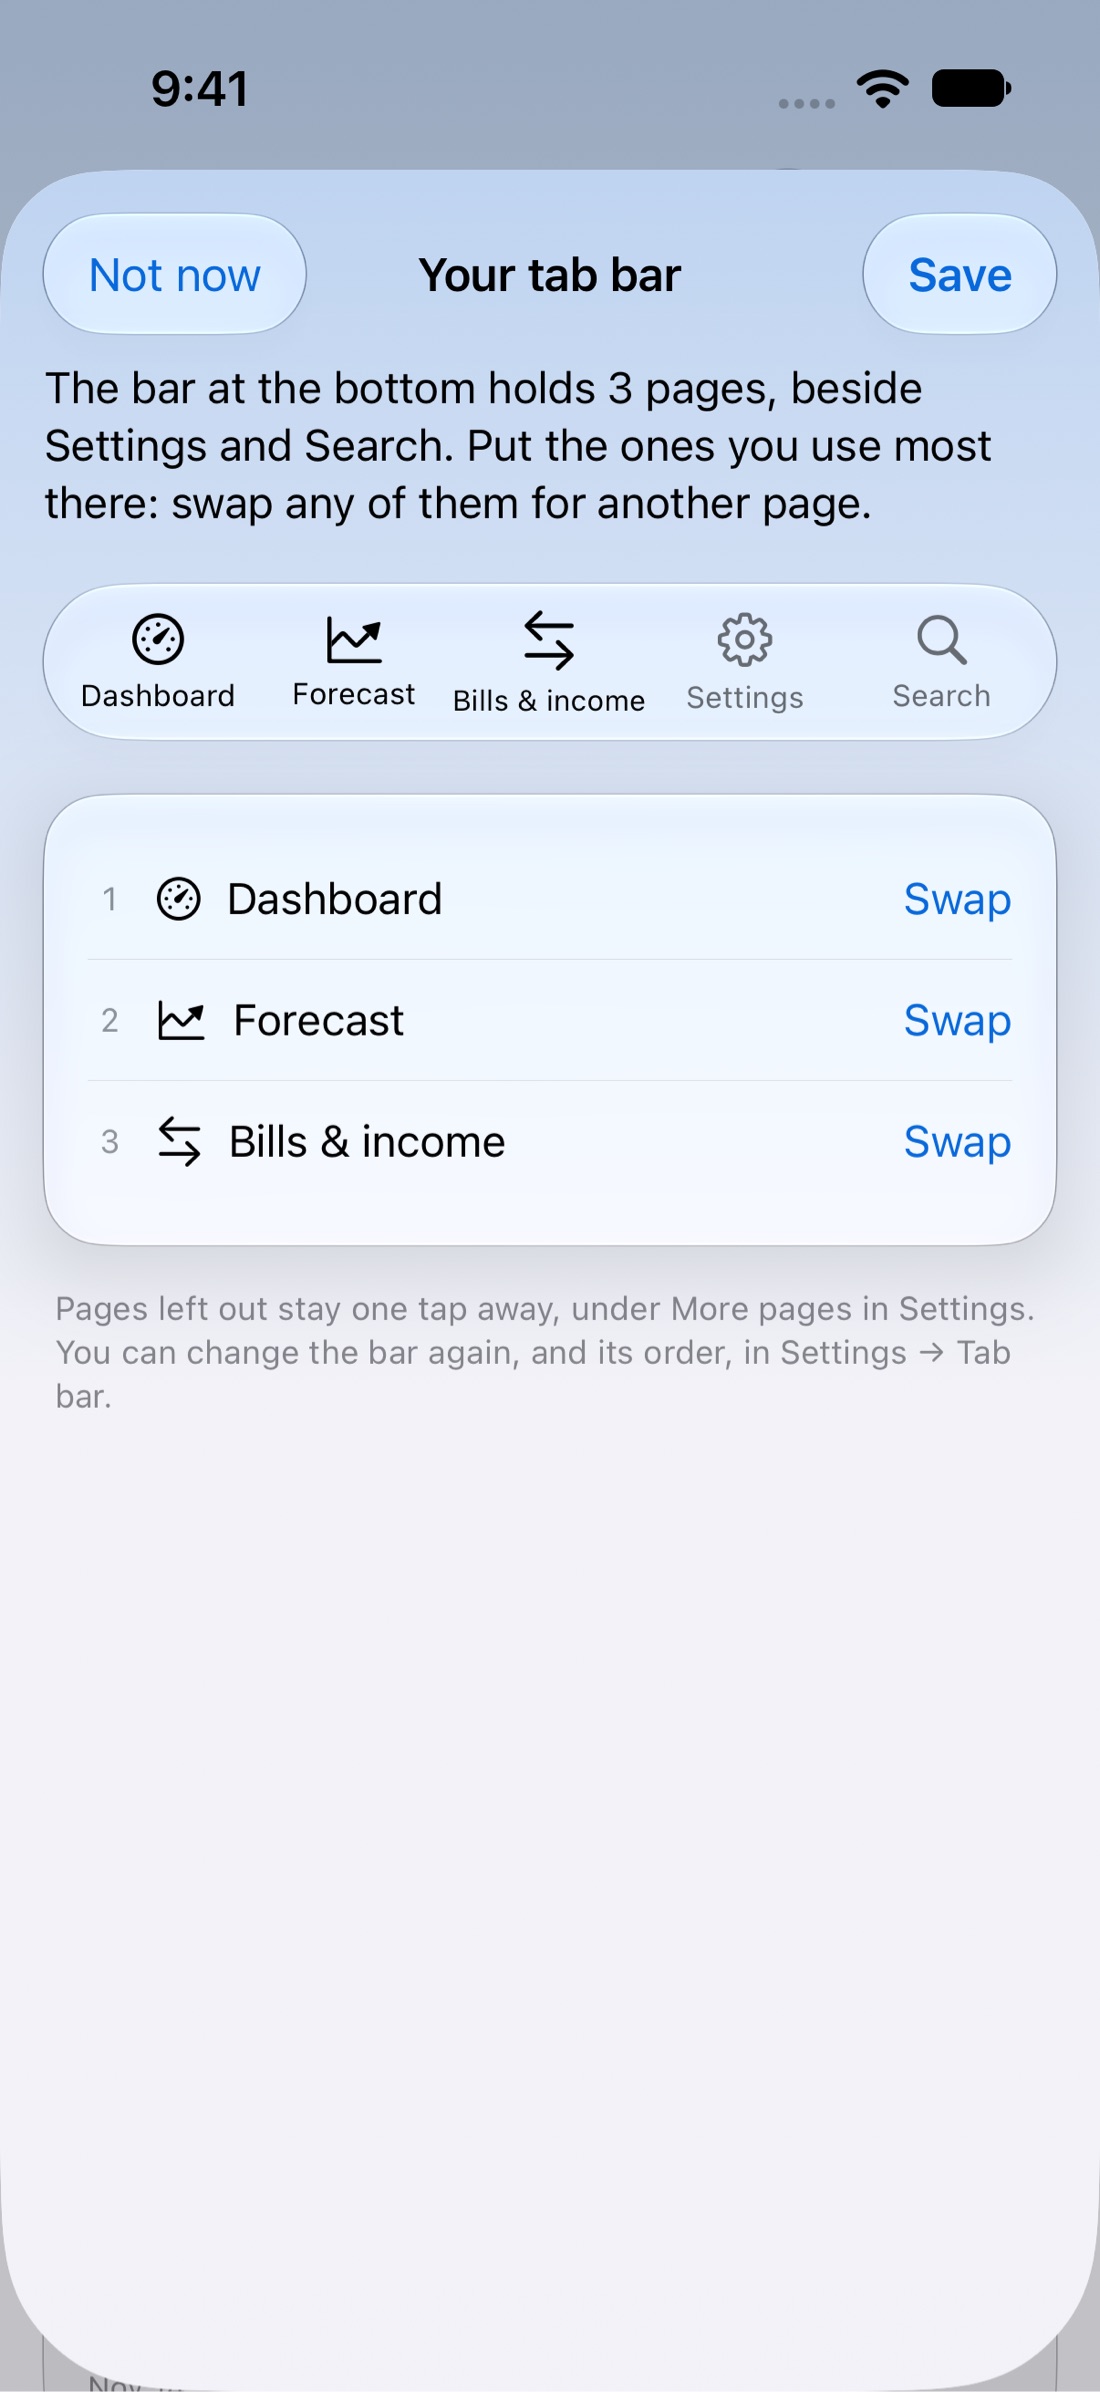 9:41
Not now
Your tab bar
Save
The bar at the bottom holds 3 pages, beside
Settings and Search. Put the ones you use most
there: swap any of them for another page.
Dashboard
Forecast
Bills & income
Settings
Search
1 Dashboard Swap
2 Forecast Swap
3 Bills & income Swap
Pages left out stay one tap away, under More pages in Settings.
You can change the bar again, and its order, in Settings → Tab
bar.